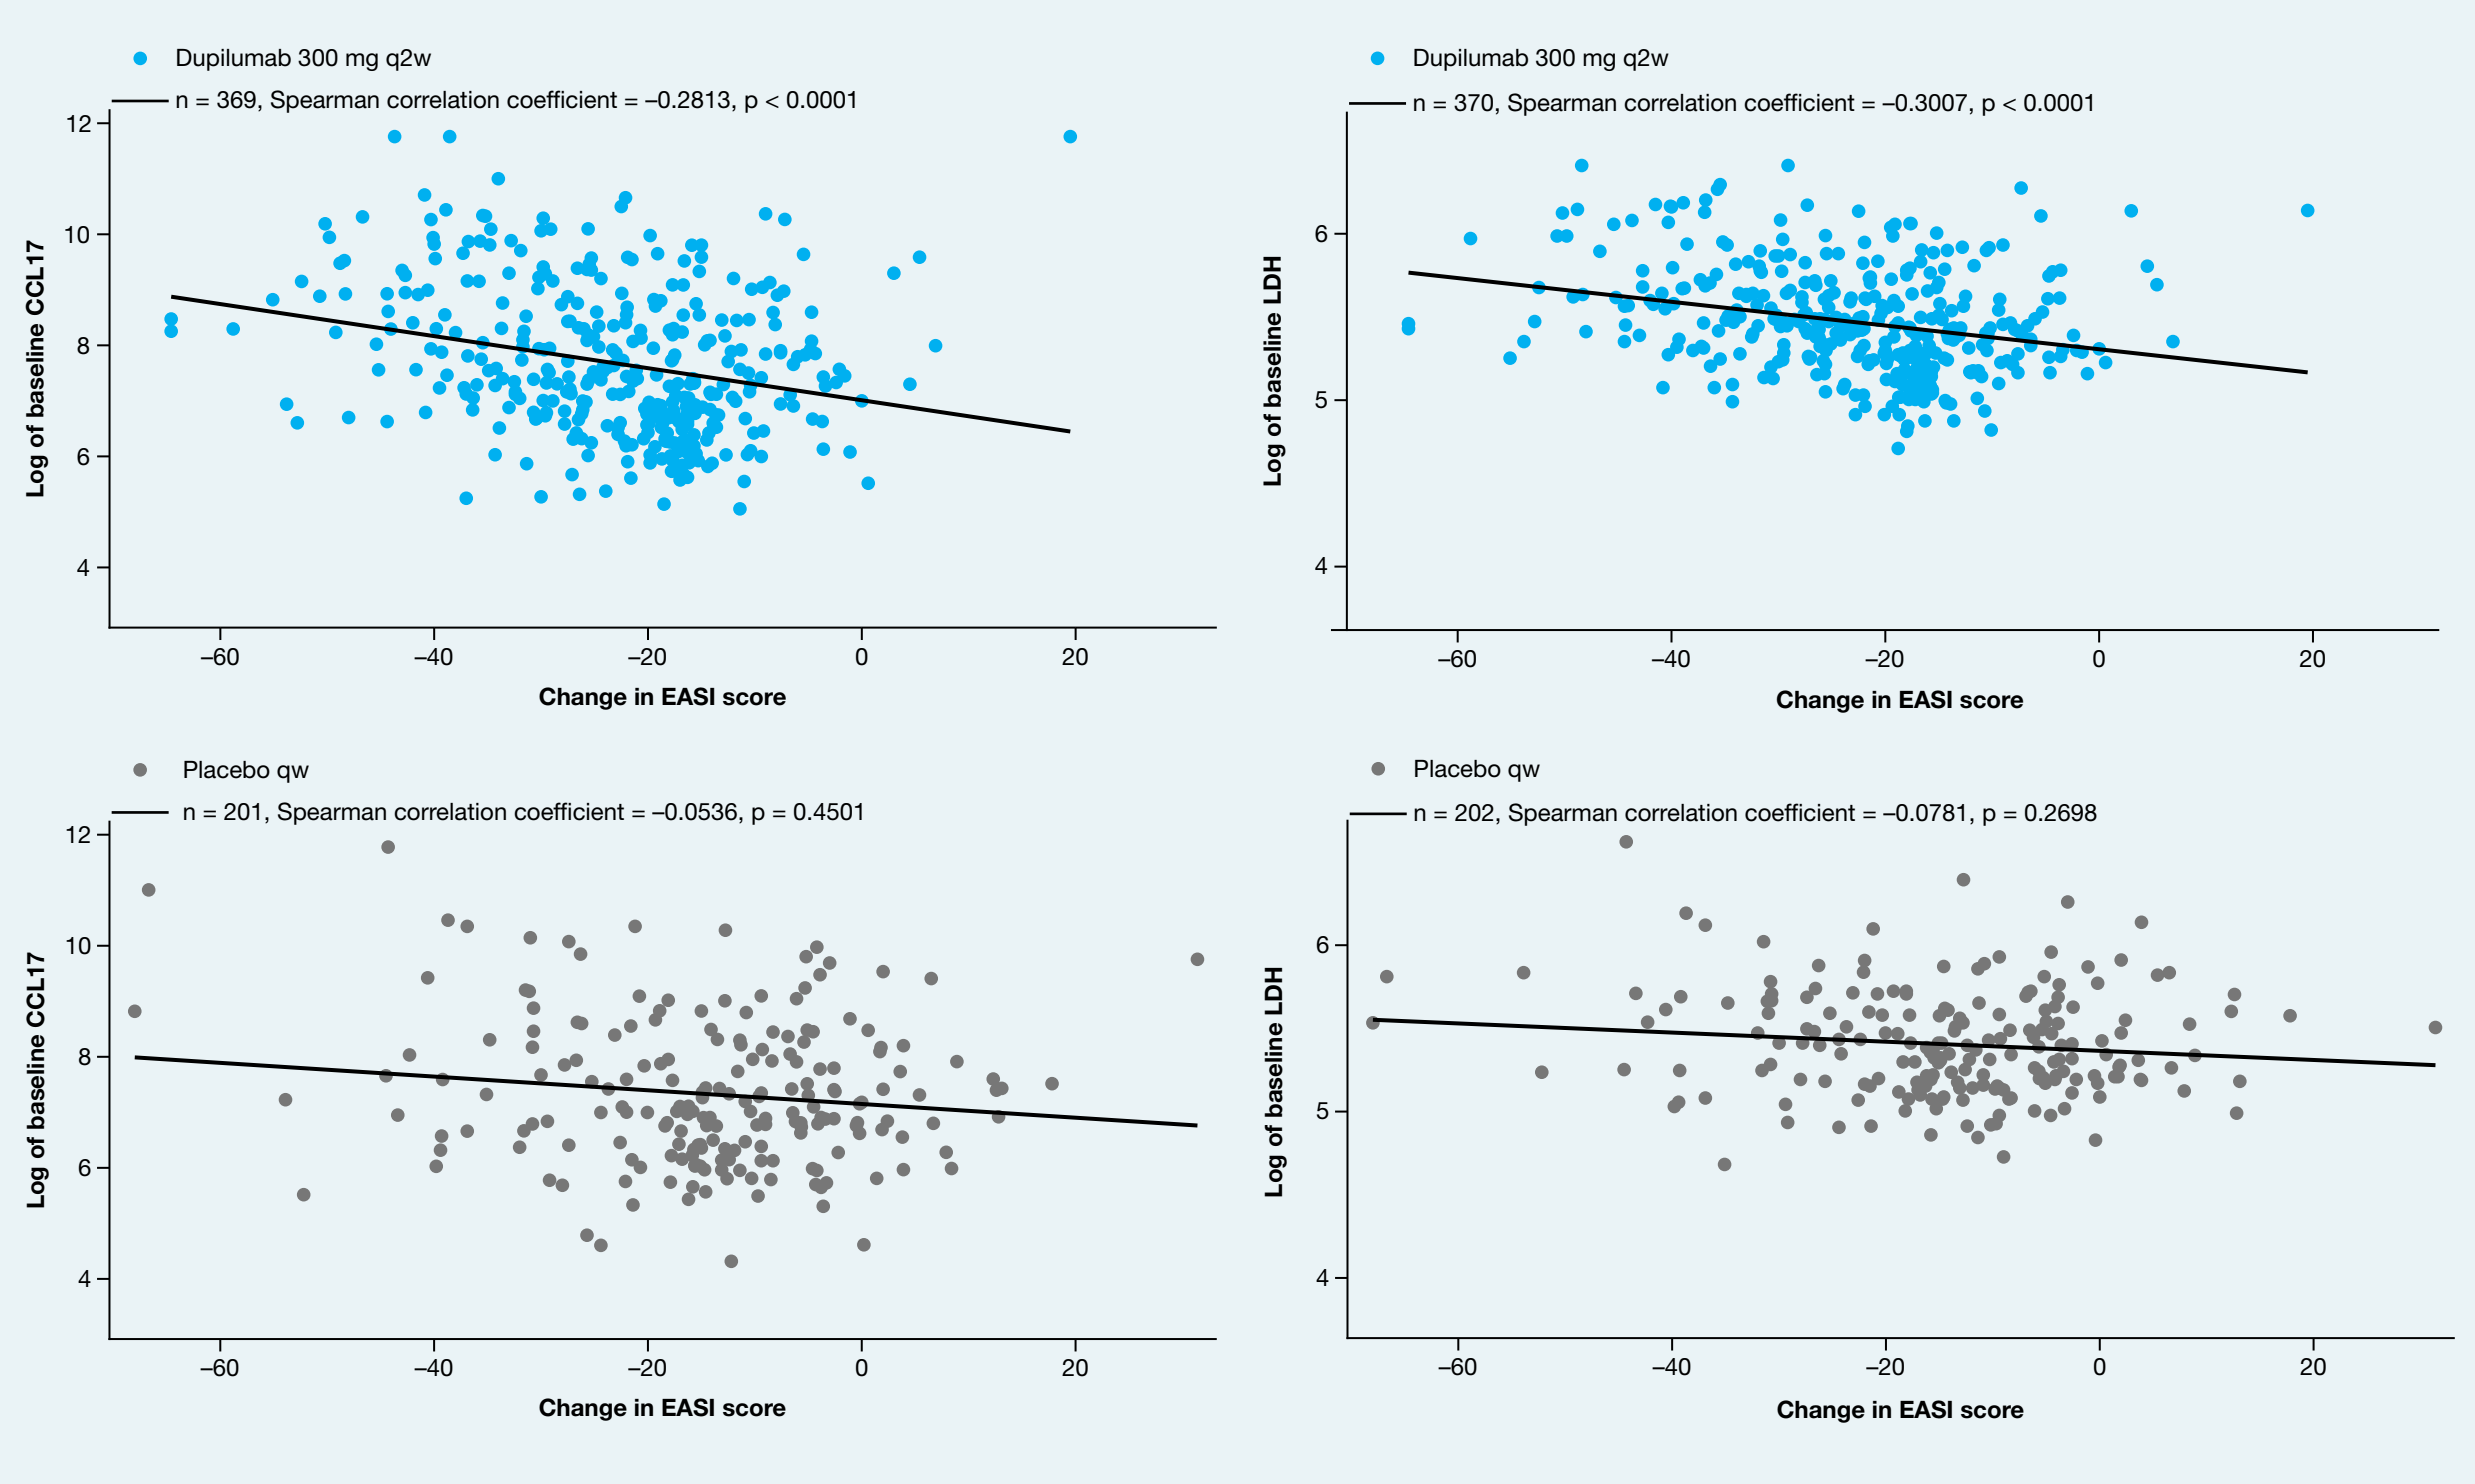 Dupilumab 300 mg q2w
n = 369, Spearman correlation coefficient = –0.2813, p < 0.0001
12
10
8
6
4
Log of baseline CCL17
–60
–40
–20
0
20
Change in EASI score
Dupilumab 300 mg q2w
n = 370, Spearman correlation coefficient = –0.3007, p < 0.0001
6
5
4
Log of baseline LDH
–60
–40
–20
0
20
Change in EASI score
Placebo qw
n = 201, Spearman correlation coefficient = –0.0536, p = 0.4501
12
10
8
6
4
Log of baseline CCL17
–60
–40
–20
0
20
Change in EASI score
Placebo qw
n = 202, Spearman correlation coefficient = –0.0781, p = 0.2698
6
5
4
Log of baseline LDH
–60
–40
–20
0
20
Change in EASI score